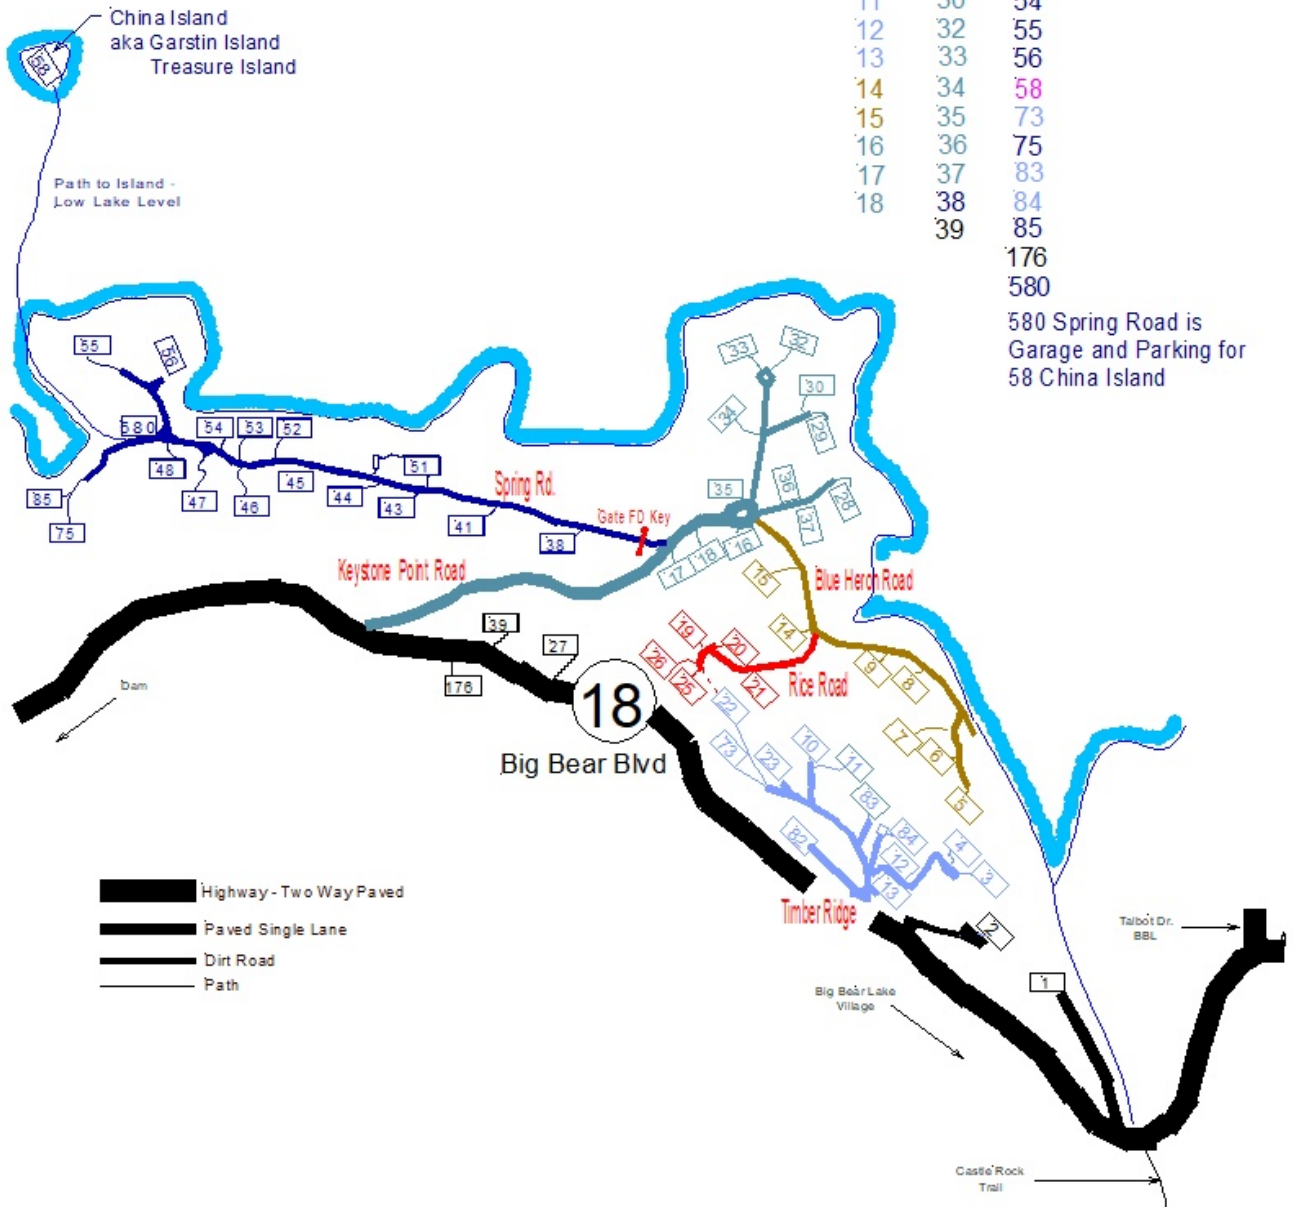 China Island
aka Garstin Island
Treasure Island
58
Path to Island -
Low Lake Level
11 30 54
12 32 55
13 33 56
14 34 58
15 35 73
16 36 75
17 37 83
18 38 84
39 85
176
580
580 Spring Road is
Garage and Parking for
58 China Island
55
56
580
54
53
52
48
47
46
45
44
51
43
41
38
85
75
Spring Rd.
Gate FD Key
Keystone Point Road
33
32
34
30
29
35
36
28
37
17
18
16
15
Blue Heron Road
14
9
8
7
6
5
19
20
26
25
21
Rice Road
39
27
176
18
Big Bear Blvd
Dam
22
73
23
10
11
83
84
82
12
13
4
3
Timber Ridge
2
1
Talbot Dr.
BBL
Big Bear Lake
Village
Castle Rock
Trail
Highway - Two Way Paved
Paved Single Lane
Dirt Road
Path